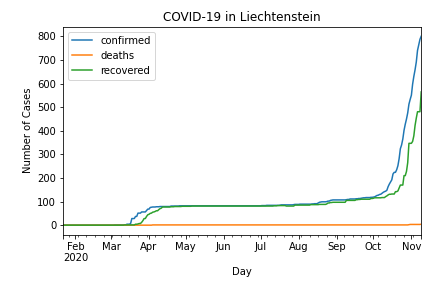 COVID-19 in Liechtenstein
confirmed
deaths
recovered
Number of Cases
800
700
600
500
400
300
200
100
0
Feb Mar Apr May Jun Jul Aug Sep Oct Nov
2020
Day